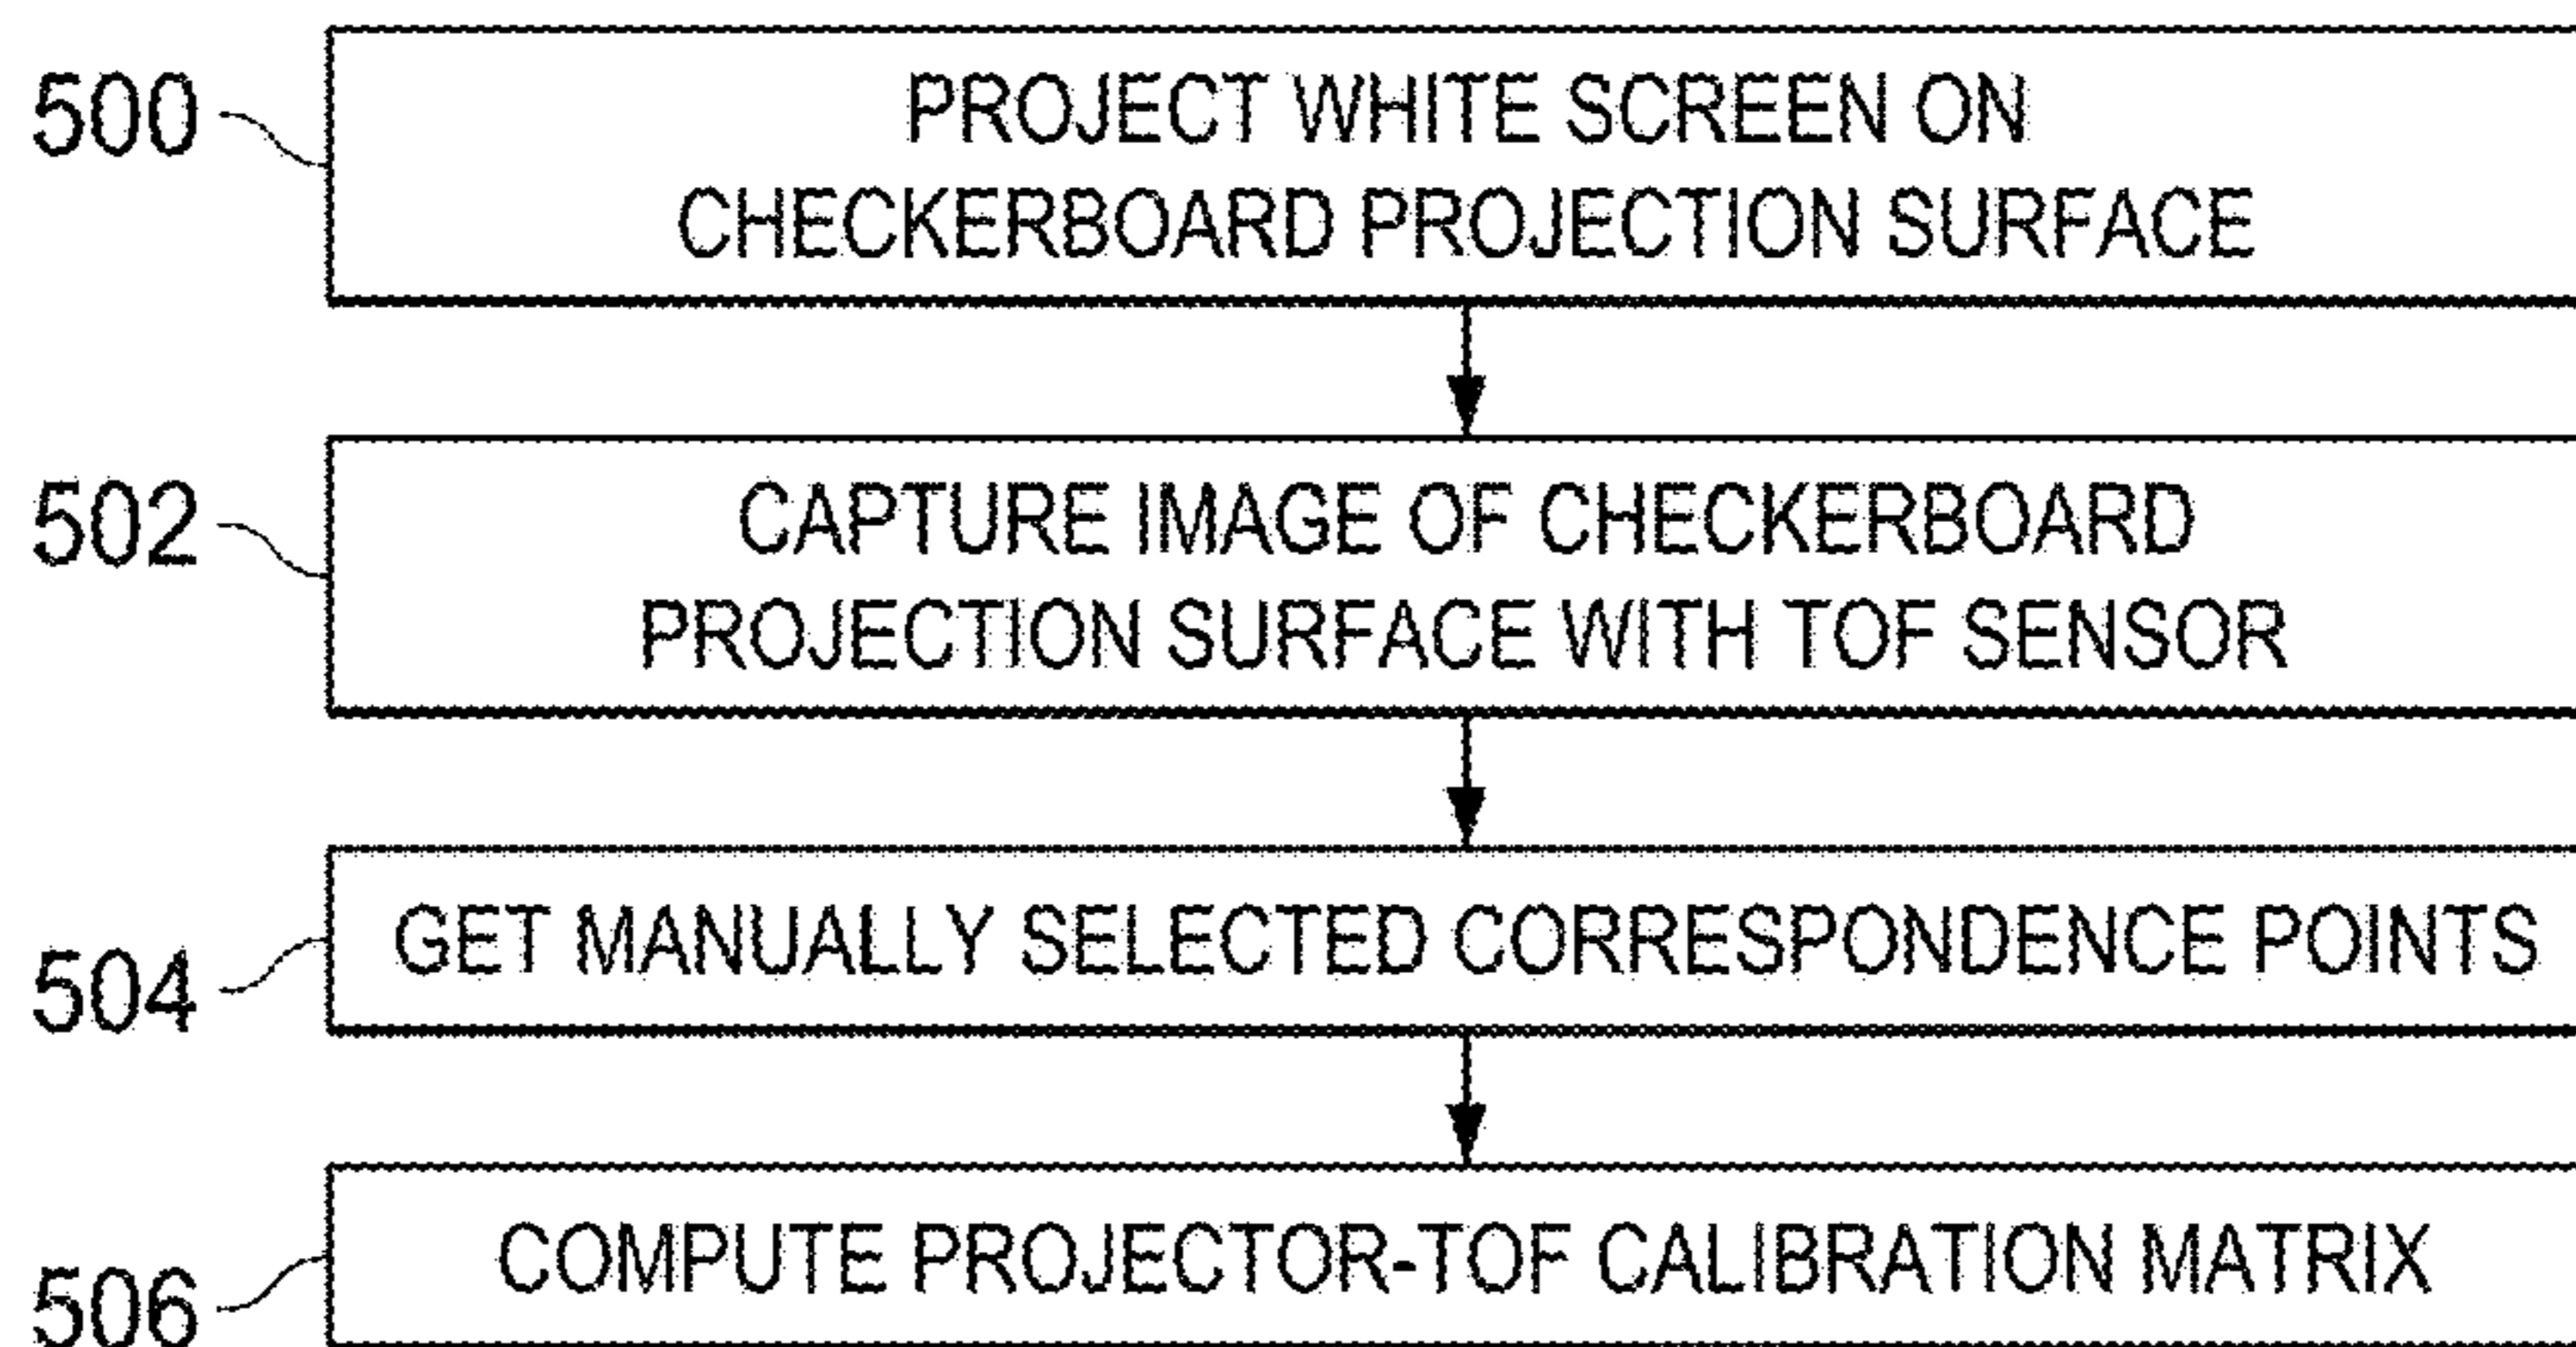 500
PROJECT WHITE SCREEN ON
CHECKERBOARD PROJECTION SURFACE
502
CAPTURE IMAGE OF CHECKERBOARD
PROJECTION SURFACE WITH TOF SENSOR
504
GET MANUALLY SELECTED CORRESPONDENCE POINTS
506
COMPUTE PROJECTOR-TOF CALIBRATION MATRIX